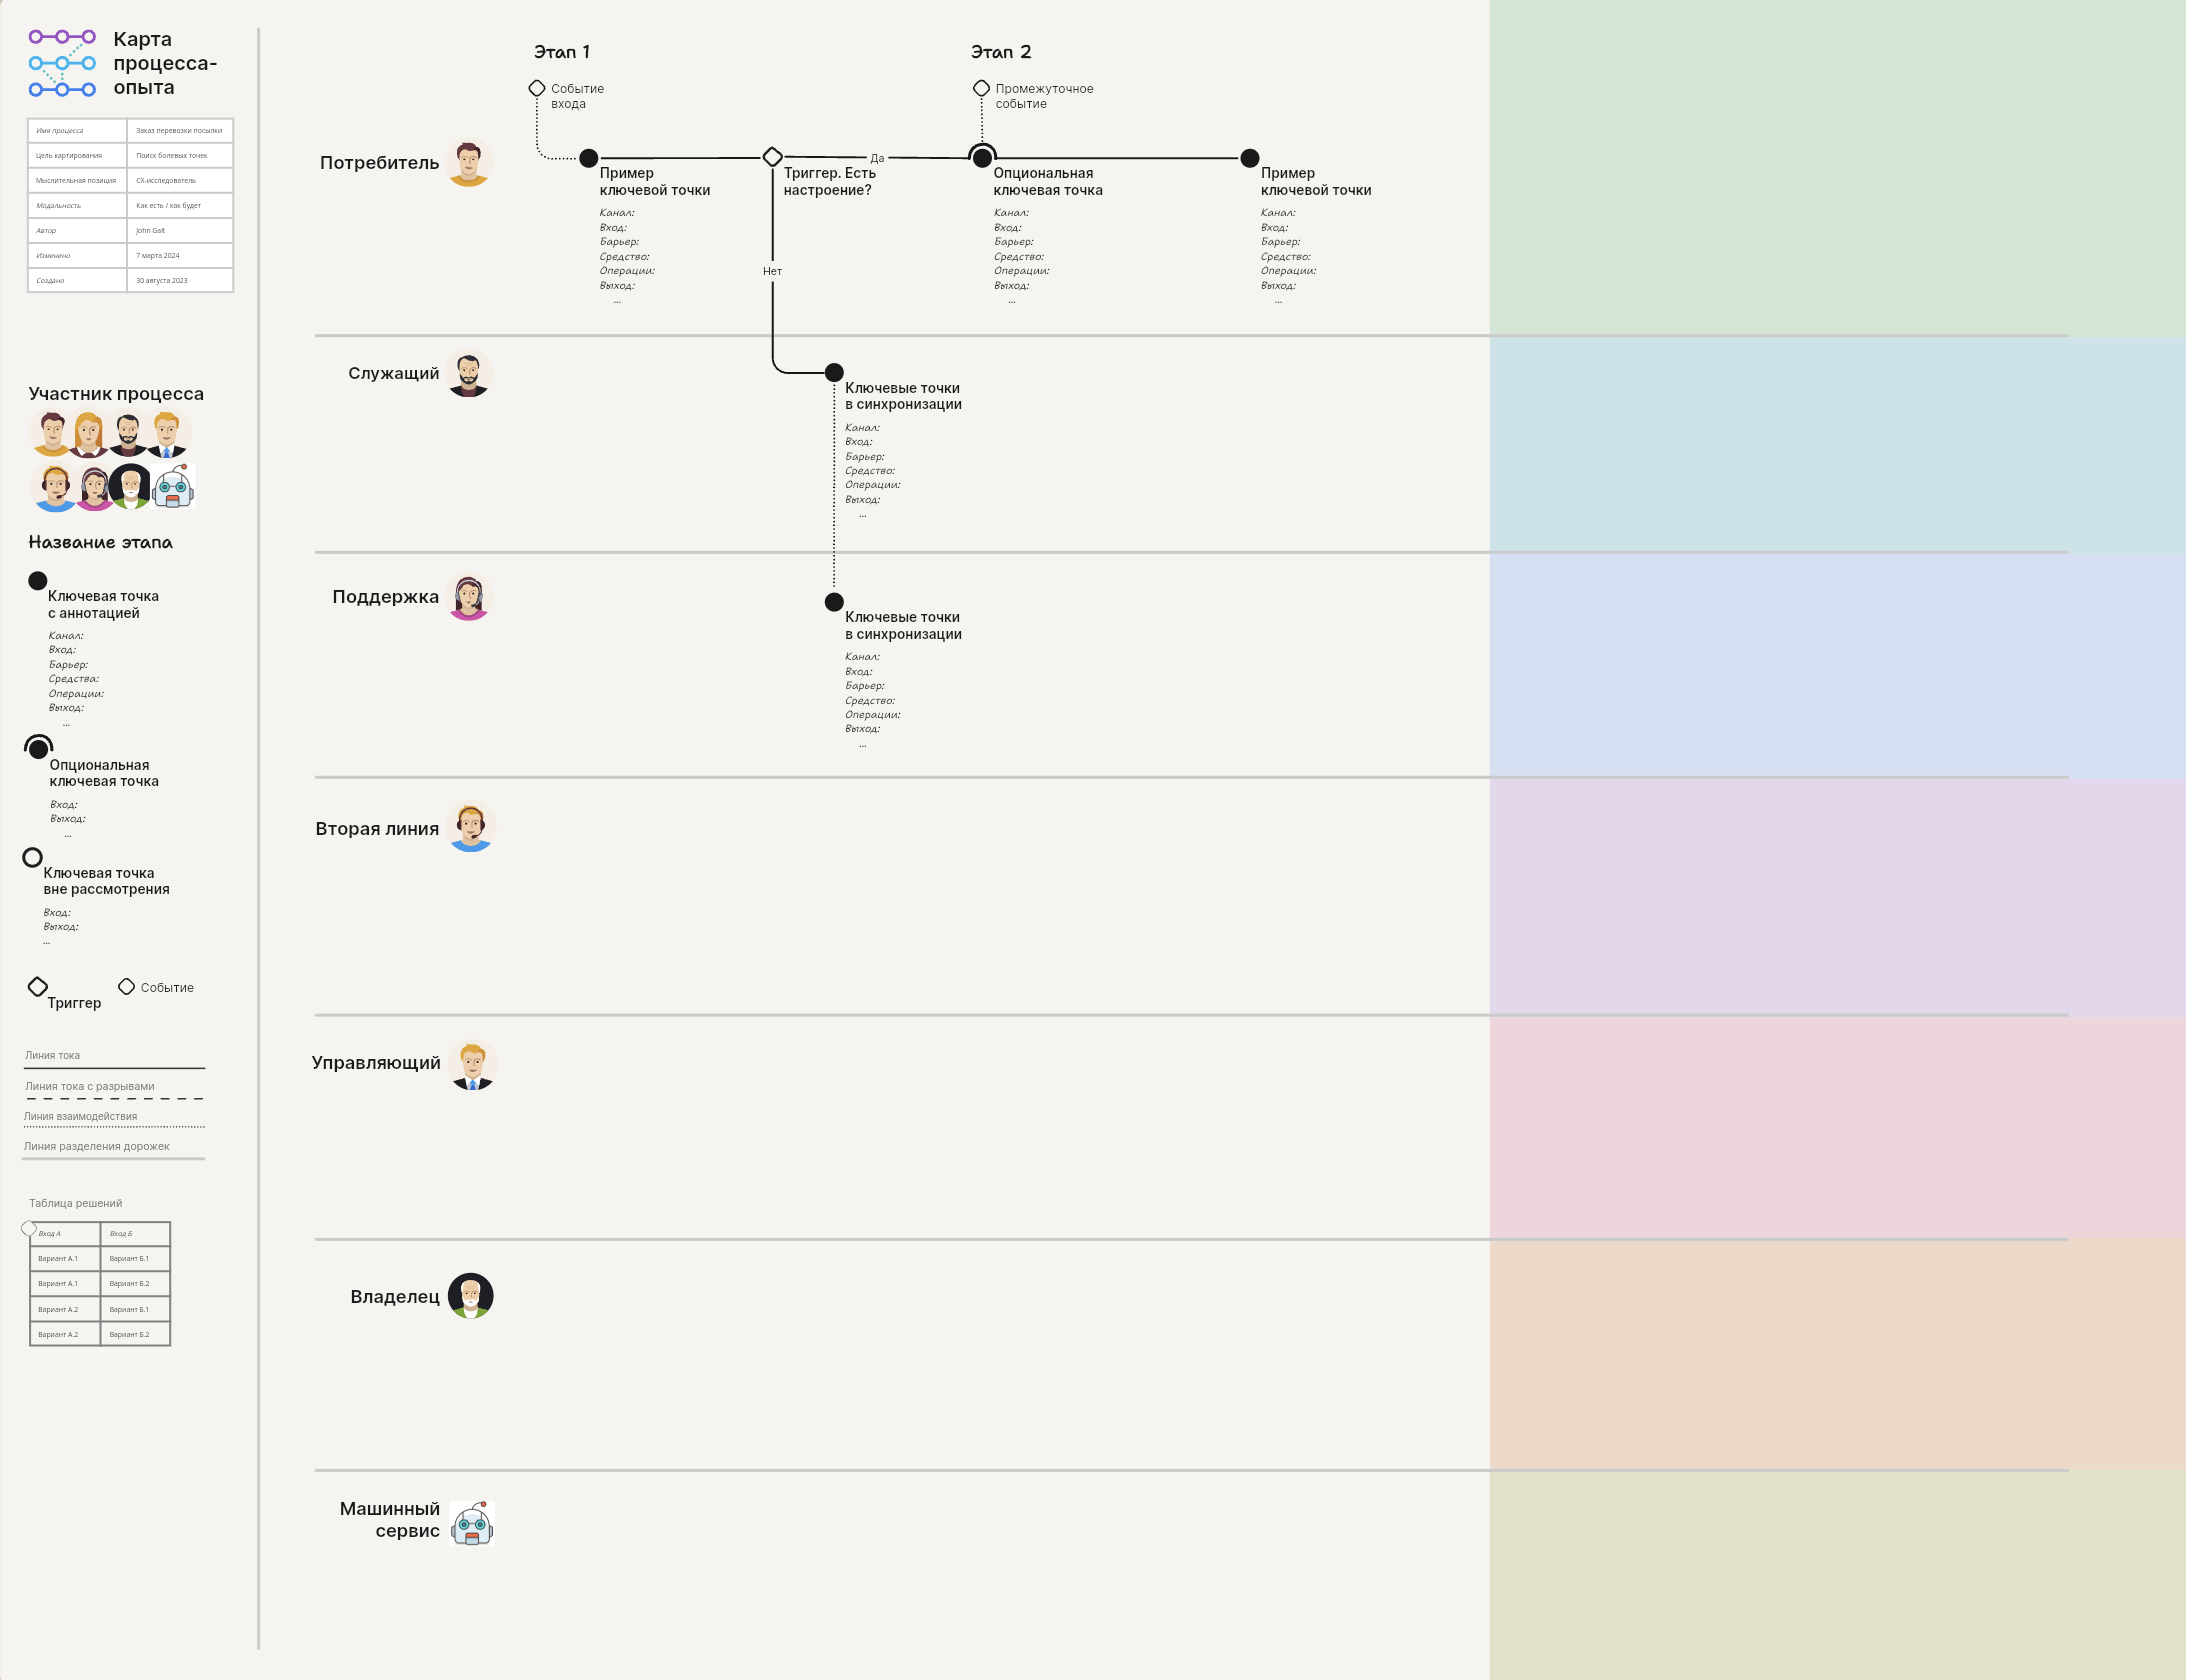 Карта
процесса-
опыта
Имя процесса Заказ перевозки посылки
Цель картирования Поиск болевых точек
Мыслительная позиция CX-исследователь
Модальность Как есть / как будет
Автор John Galt
Изменено 7 марта 2024
Создано 30 августа 2023
Участник процесса
Название этапа
Ключевая точка
с аннотацией
Канал:
Вход:
Барьер:
Средства:
Операции:
Выход:
...
Опциональная
ключевая точка
Вход:
Выход:
...
Ключевая точка
вне рассмотрения
Вход:
Выход:
...
Триггер
Событие
Линия тока
Линия тока с разрывами
Линия взаимодействия
Линия разделения дорожек
Таблица решений
Вход А Вход Б
Вариант А.1 Вариант Б.1
Вариант А.1 Вариант Б.2
Вариант А.2 Вариант Б.1
Вариант А.2 Вариант Б.2
Этап 1
Событие
входа
Этап 2
Промежуточное
событие
Потребитель
Пример
ключевой точки
Канал:
Вход:
Барьер:
Средство:
Операции:
Выход:
...
Триггер. Есть
настроение?
Да
Нет
Опциональная
ключевая точка
Канал:
Вход:
Барьер:
Средство:
Операции:
Выход:
...
Пример
ключевой точки
Канал:
Вход:
Барьер:
Средство:
Операции:
Выход:
...
Служащий
Ключевые точки
в синхронизации
Канал:
Вход:
Барьер:
Средство:
Операции:
Выход:
...
Поддержка
Ключевые точки
в синхронизации
Канал:
Вход:
Барьер:
Средство:
Операции:
Выход:
...
Вторая линия
Управляющий
Владелец
Машинный
сервис